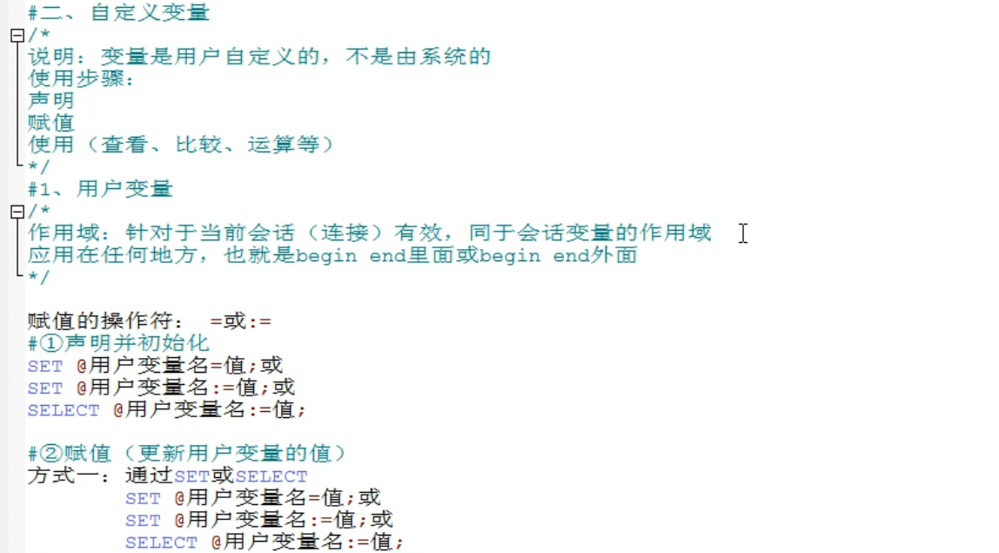 #二、自定义变量
/*
说明：变量是用户自定义的，不是由系统的
使用步骤：
声明
赋值
使用（查看、比较、运算等）
*/
#1、用户变量
/*
作用域：针对于当前会话（连接）有效，同于会话变量的作用域
应用在任何地方，也就是begin end里面或begin end外面
*/
赋值的操作符： =或:=
#①声明并初始化
SET @用户变量名=值;或
SET @用户变量名:=值;或
SELECT @用户变量名:=值;
#②赋值（更新用户变量的值）
方式一：通过SET或SELECT
SET @用户变量名=值;或
SET @用户变量名:=值;或
SELECT @用户变量名:=值;